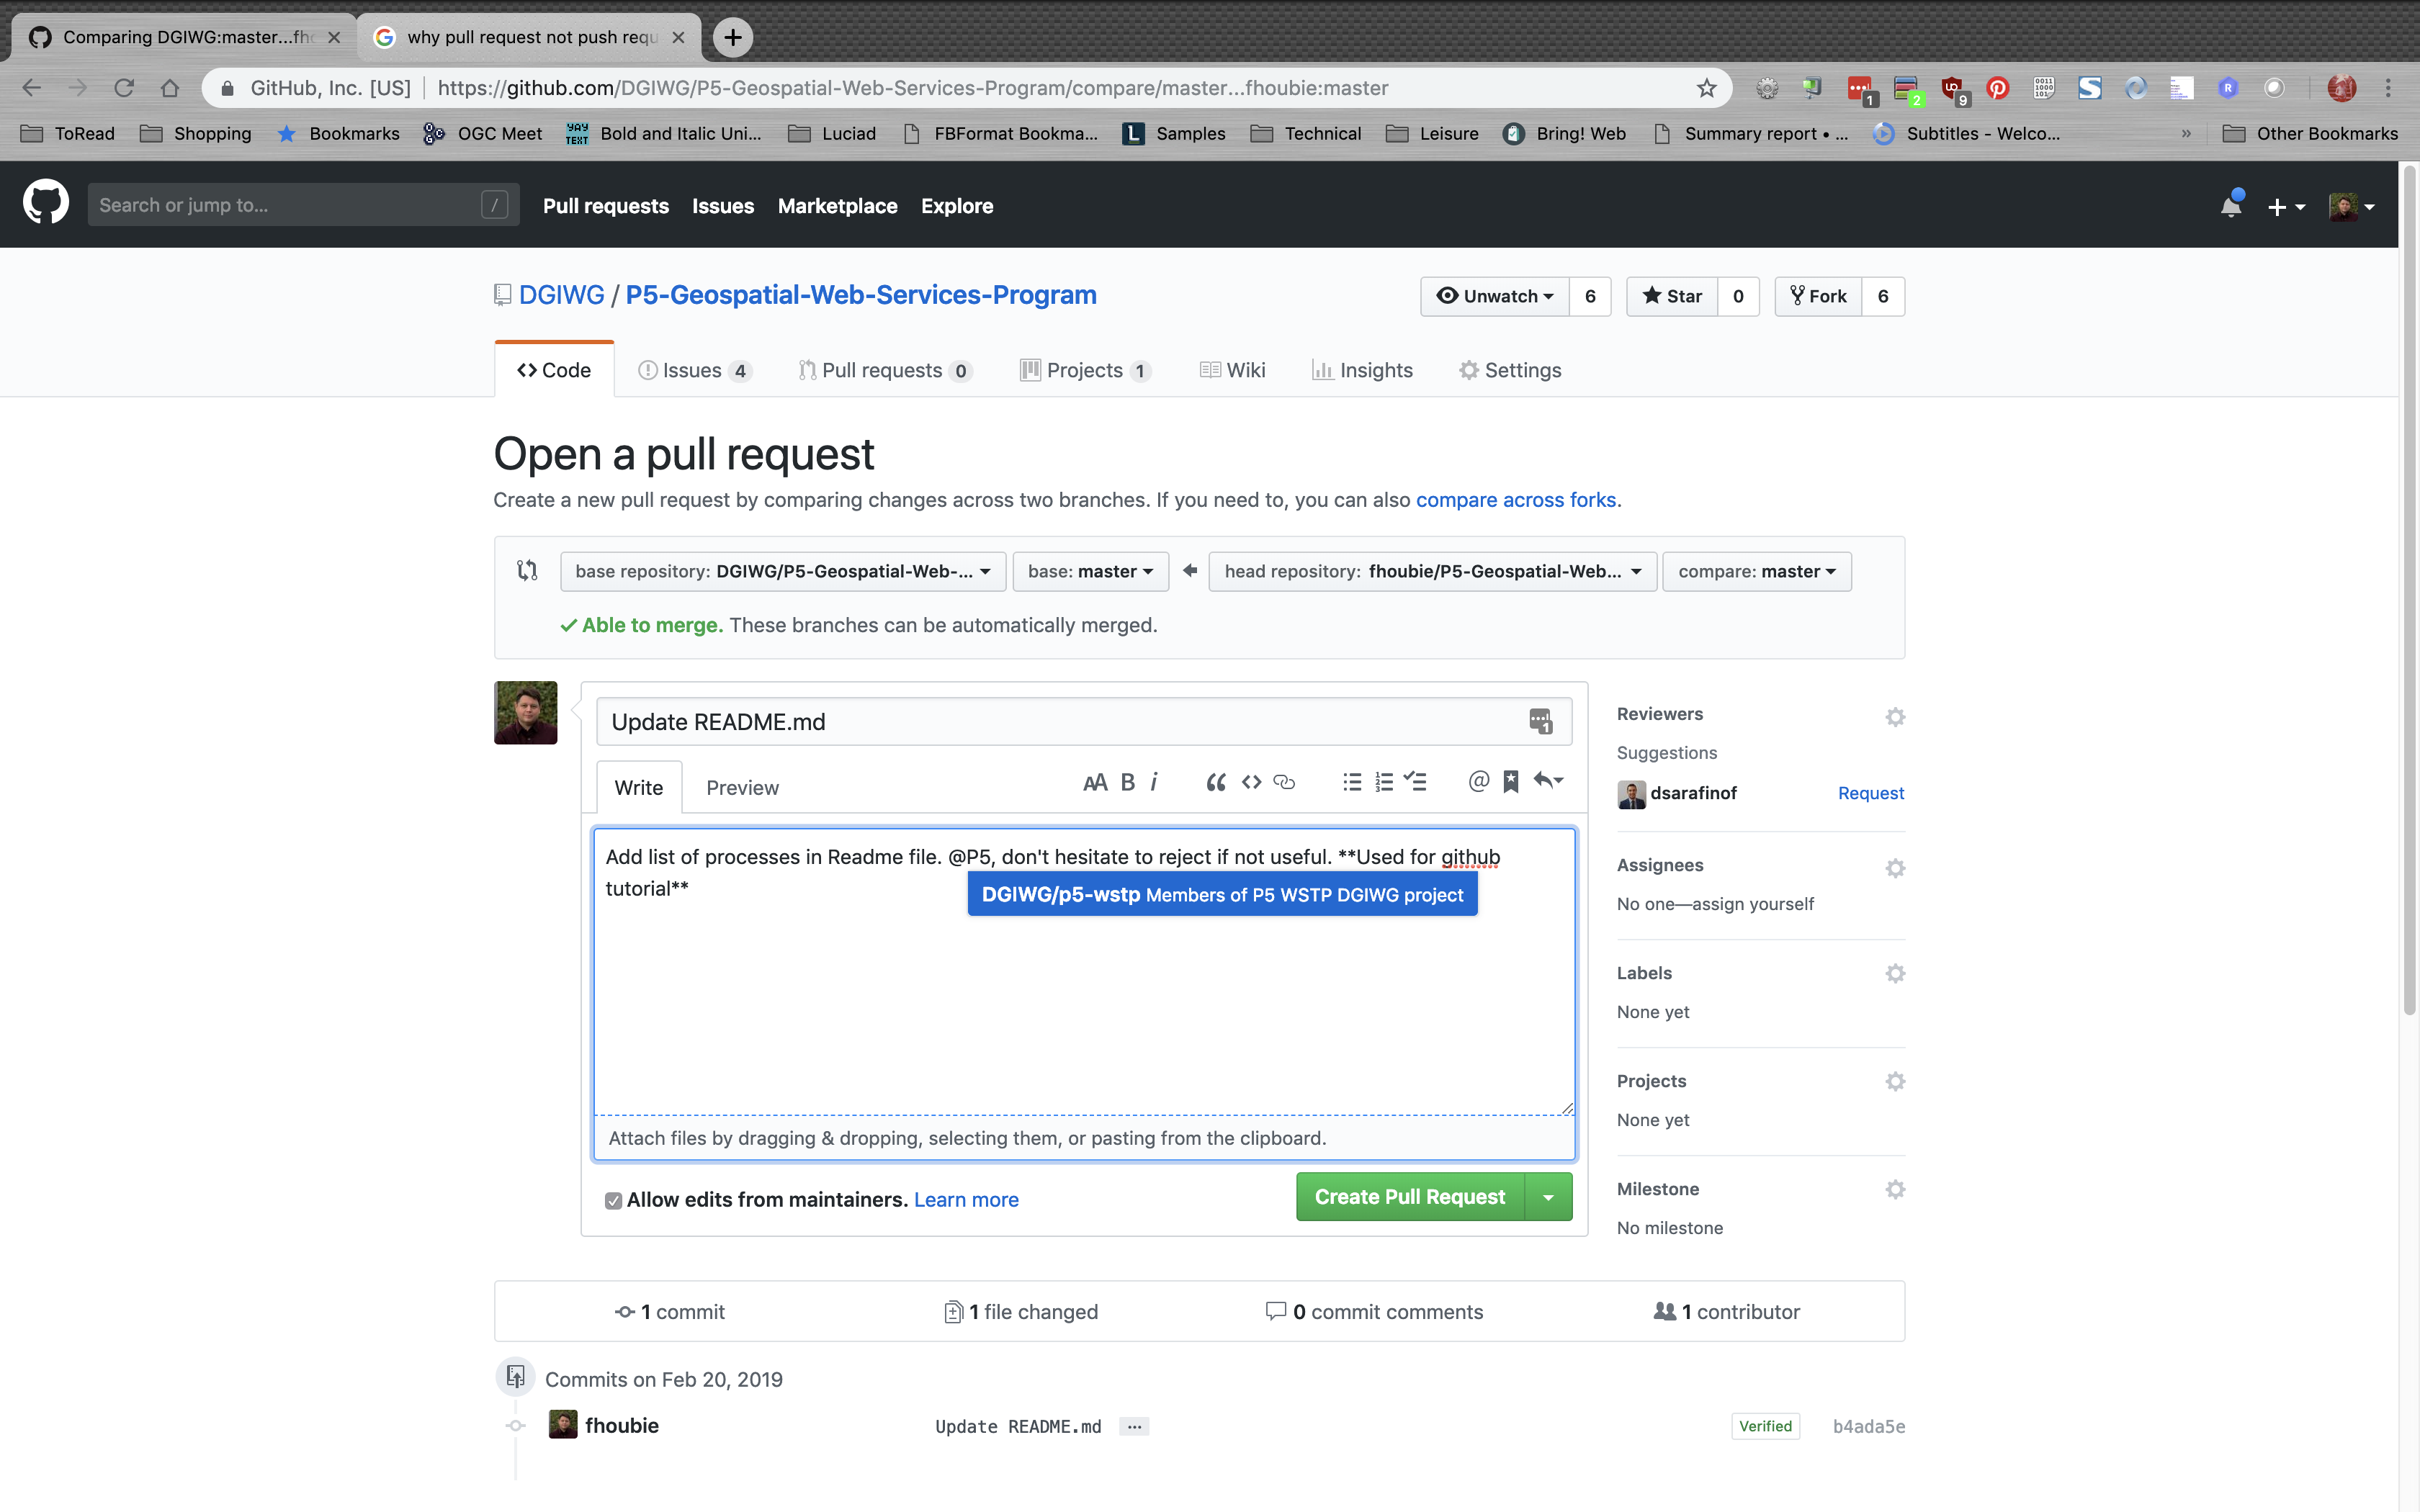 Comparing DGIWG:master...fh
why pull request not push requ
GitHub, Inc. [US]
https://github.com/DGIWG/P5-Geospatial-Web-Services-Program/compare/master...fhoubie:master
1
2
9
ToRead
Shopping
Bookmarks
OGC Meet
YAY TEXT
Bold and Italic Uni...
Luciad
FBFormat Bookma...
L
Samples
Technical
Leisure
Bring! Web
Summary report • ...
Subtitles - Welco...
»
Other Bookmarks
Search or jump to...
/
Pull requests
Issues
Marketplace
Explore
DGIWG / P5-Geospatial-Web-Services-Program
Unwatch
6
Star
0
Fork
6
Code
Issues 4
Pull requests 0
Projects 1
Wiki
Insights
Settings
Open a pull request
Create a new pull request by comparing changes across two branches. If you need to, you can also compare across forks.
base repository: DGIWG/P5-Geospatial-Web-...
base: master
head repository: fhoubie/P5-Geospatial-Web...
compare: master
Able to merge. These branches can be automatically merged.
Update README.md
1
Write
Preview
AA B i
Add list of processes in Readme file. @P5, don't hesitate to reject if not useful. **Used for github
tutorial**
DGIWG/p5-wstp Members of P5 WSTP DGIWG project
Attach files by dragging & dropping, selecting them, or pasting from the clipboard.
Allow edits from maintainers. Learn more
Create Pull Request
Reviewers
Suggestions
dsarafinof
Request
Assignees
No one—assign yourself
Labels
None yet
Projects
None yet
Milestone
No milestone
1 commit
1 file changed
0 commit comments
1 contributor
Commits on Feb 20, 2019
fhoubie
Update README.md
...
Verified
b4ada5e